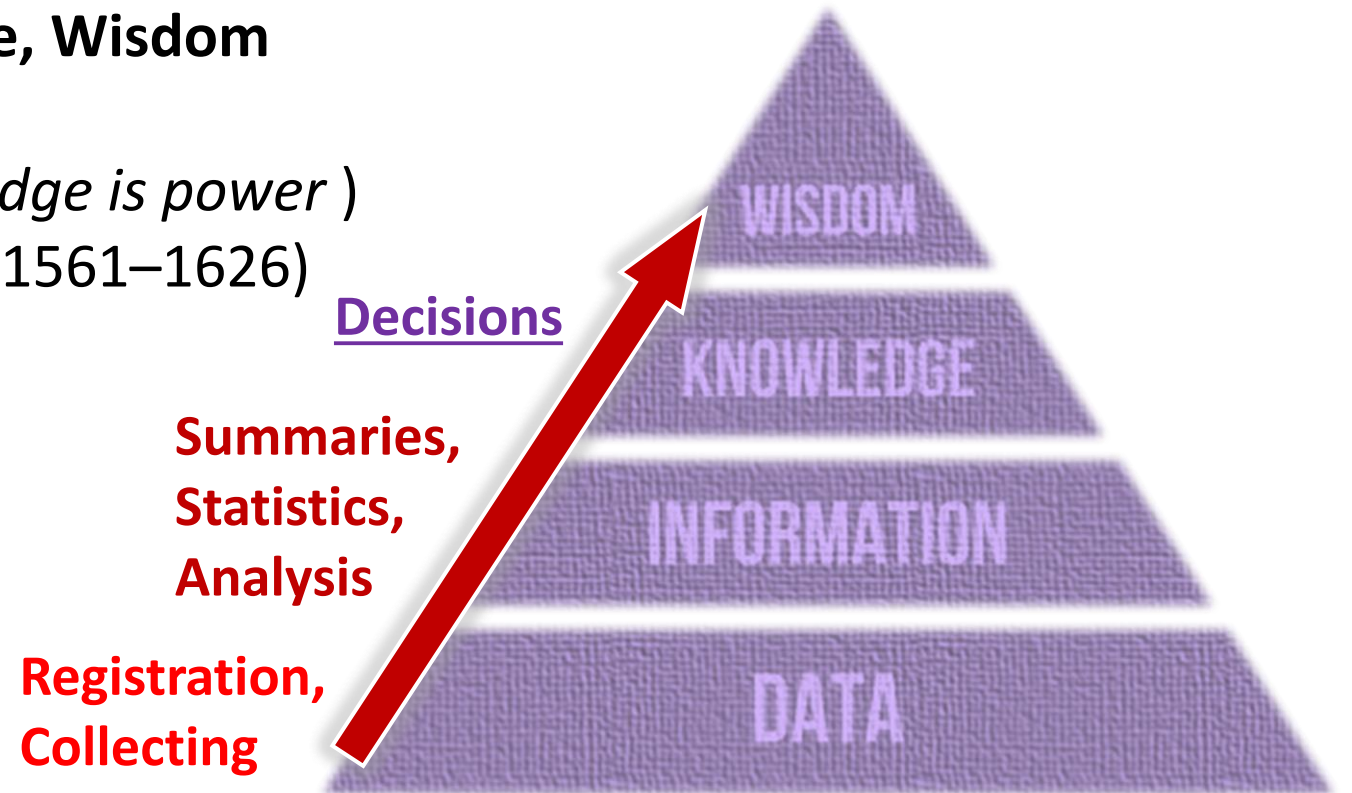 e, Wisdom
dge is power )
1561–1626)
Decisions
Summaries,
Statistics,
Analysis
Registration,
Collecting
WISDOM
KNOWLEDGE
INFORMATION
DATA